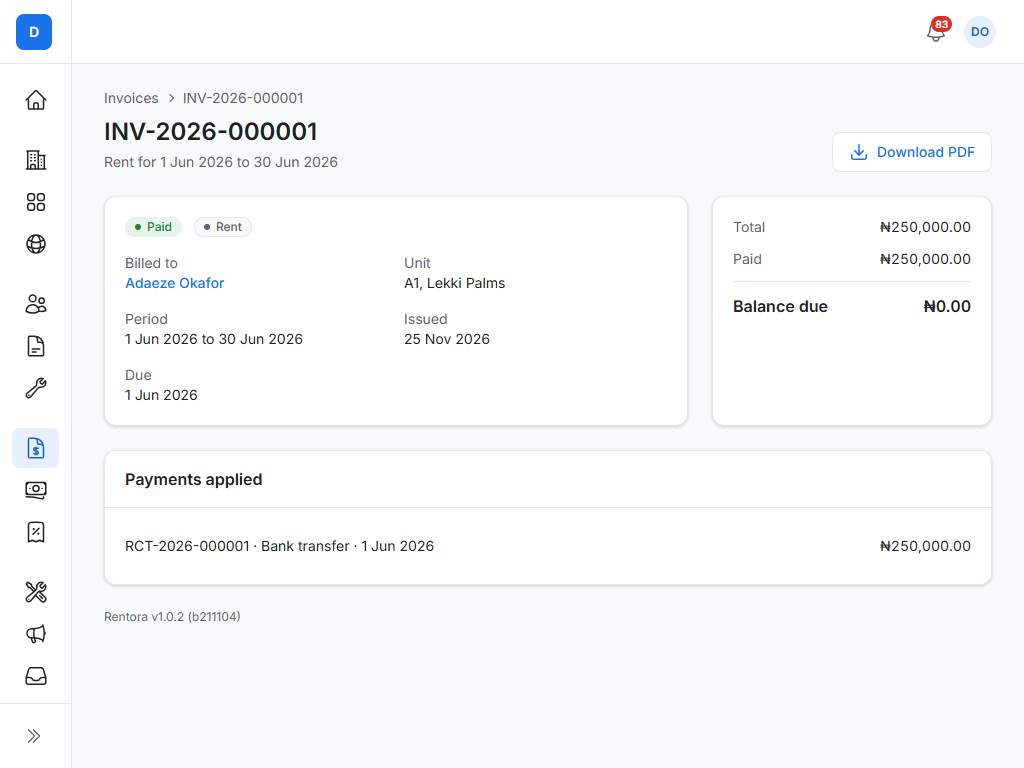 D
83
DO
Invoices > INV-2026-000001
INV-2026-000001
Rent for 1 Jun 2026 to 30 Jun 2026
Download PDF
Paid
Rent
Billed to
Adaeze Okafor
Unit
A1, Lekki Palms
Period
1 Jun 2026 to 30 Jun 2026
Issued
25 Nov 2026
Due
1 Jun 2026
Total ₦250,000.00
Paid ₦250,000.00
Balance due ₦0.00
Payments applied
RCT-2026-000001 · Bank transfer · 1 Jun 2026 ₦250,000.00
Rentora v1.0.2 (b211104)